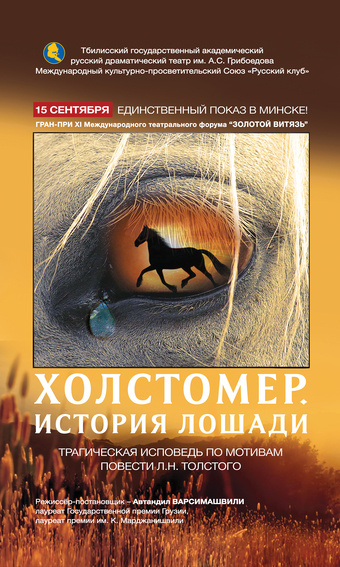 Тбилисский государственный академический
русский драматический театр им. А.С. Грибоедова
Международный культурно-просветительский Союз «Русский клуб»
15 СЕНТЯБРЯ ЕДИНСТВЕННЫЙ ПОКАЗ В МИНСКЕ!
ГРАН-ПРИ XI Международного театрального форума "ЗОЛОТОЙ ВИТЯЗЬ"
ХОЛСТОМЕР.
ИСТОРИЯ ЛОШАДИ
ТРАГИЧЕСКАЯ ИСПОВЕДЬ ПО МОТИВАМ
ПОВЕСТИ Л.Н. ТОЛСТОГО
Режиссёр-постановщик – Автандил ВАРСИМАШВИЛИ
лауреат Государственной премии Грузии,
лауреат премии им. К. Марджанишвили